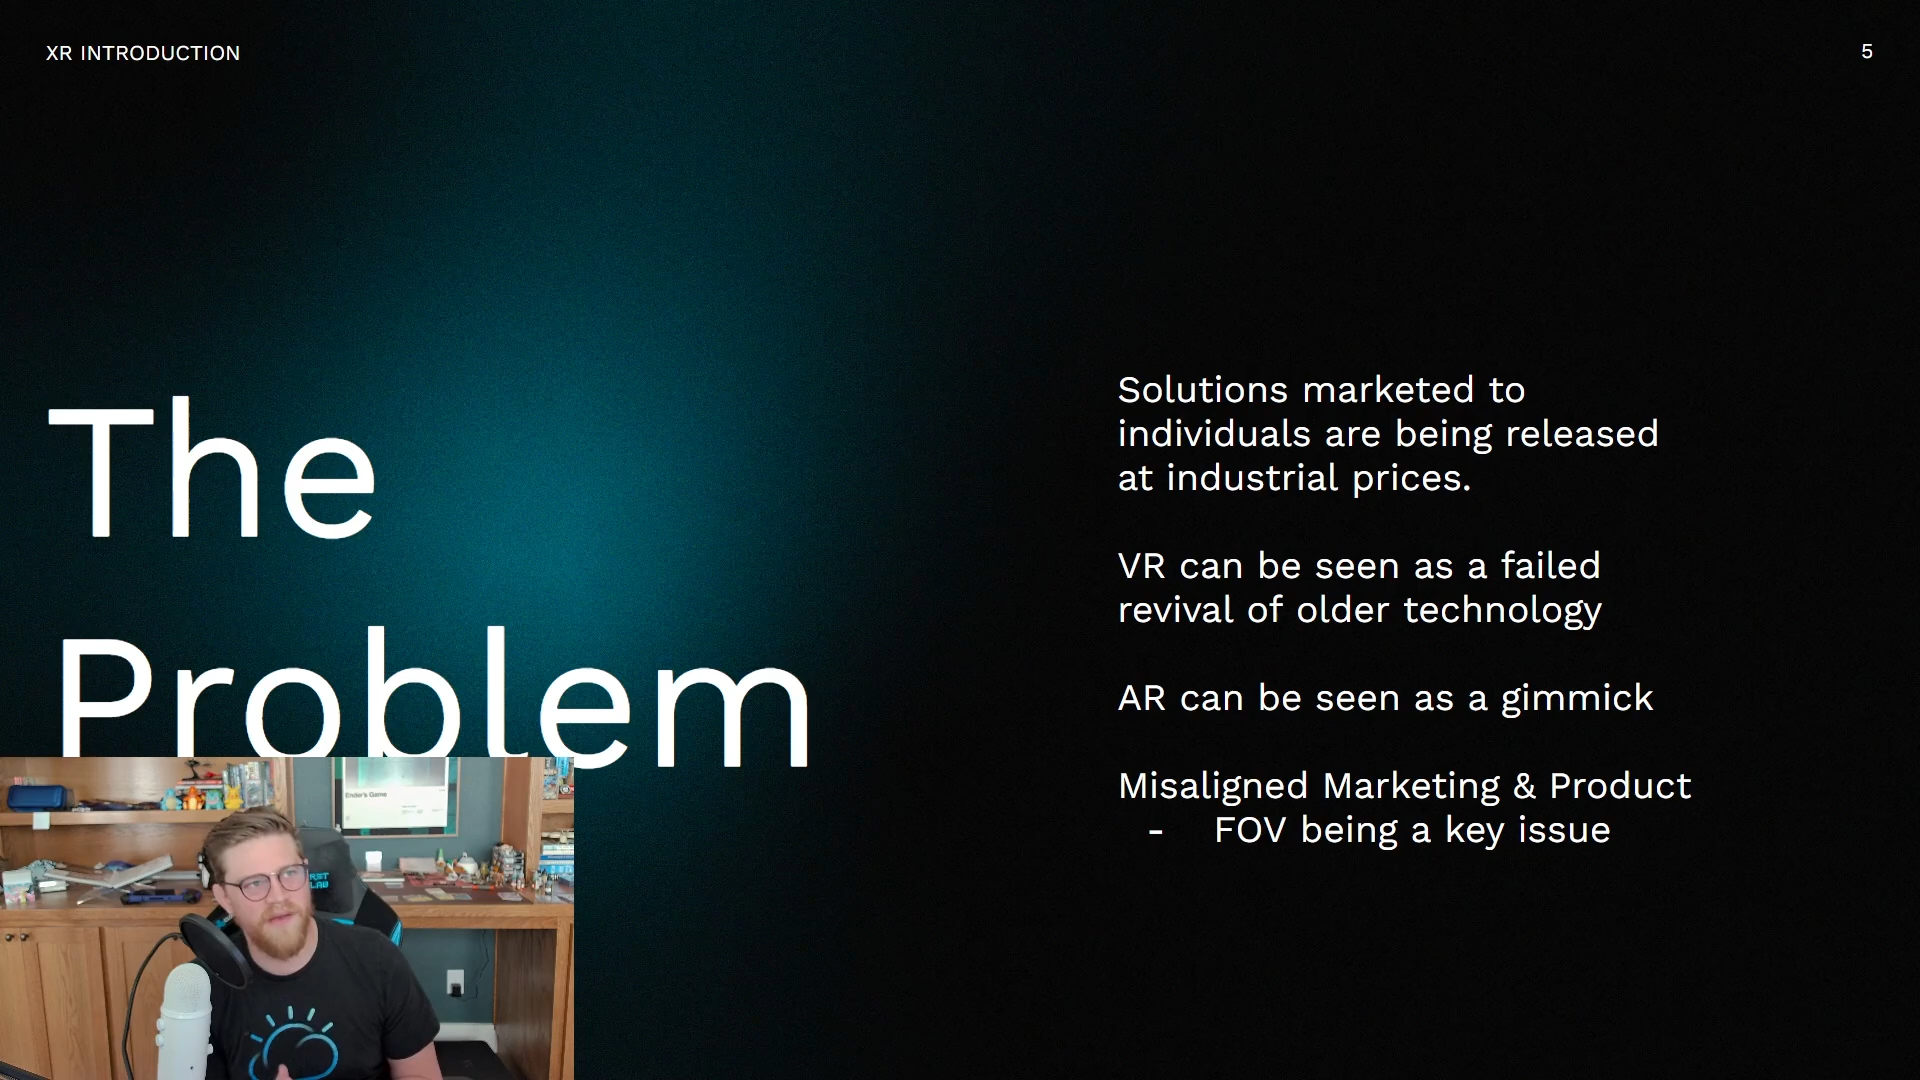 XR INTRODUCTION
5
The
Problem
Solutions marketed to
individuals are being released
at industrial prices.
VR can be seen as a failed
revival of older technology
AR can be seen as a gimmick
Misaligned Marketing & Product
- FOV being a key issue
Ender's Game